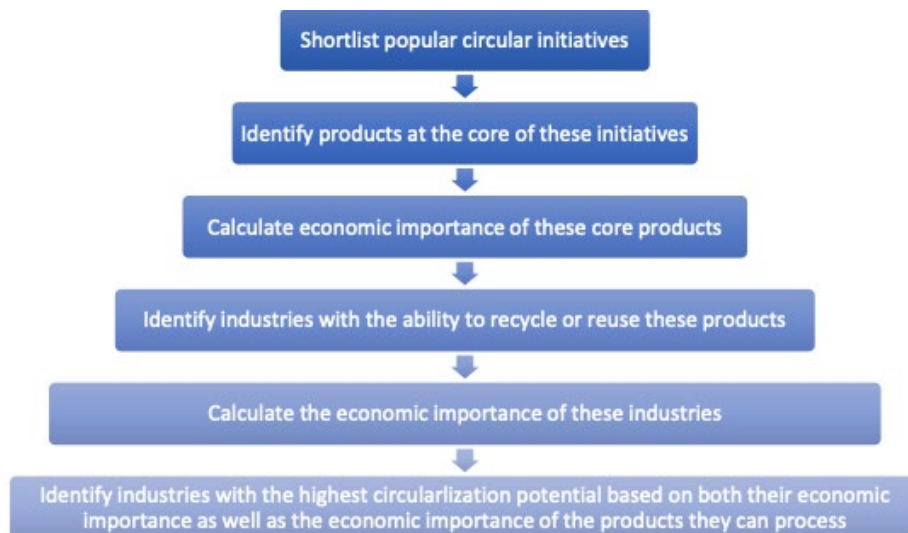 Shortlist popular circular initiatives
Identify products at the core of these initiatives
Calculate economic importance of these core products
Identify industries with the ability to recycle or reuse these products
Calculate the economic importance of these industries
Identify industries with the highest circularlization potential based on both their economic
importance as well as the economic importance of the products they can process